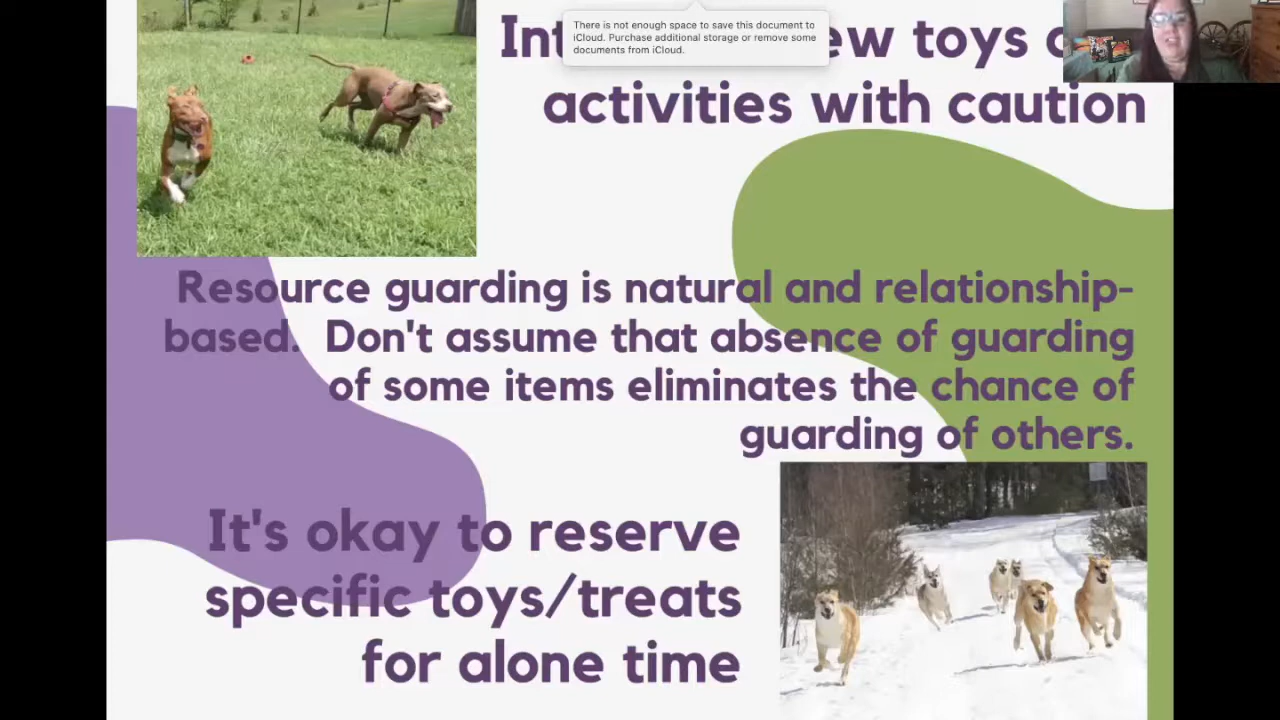 There is not enough space to save this document to
iCloud. Purchase additional storage or remove some
documents from iCloud.
ew toys
activities with caution
Resource guarding is natural and relationship-
based. Don't assume that absence of guarding
of some items eliminates the chance of
guarding of others.
It's okay to reserve
specific toys/treats
for alone time